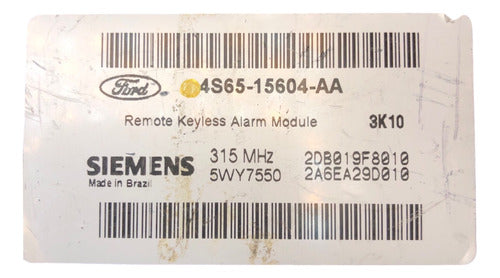 Ford 4S65-15604-AA
Remote Keyless Alarm Module 3K10
SIEMENS 315 MHz 2DB019F8010
Made in Brazil 5WY7550 2A6EA29D010